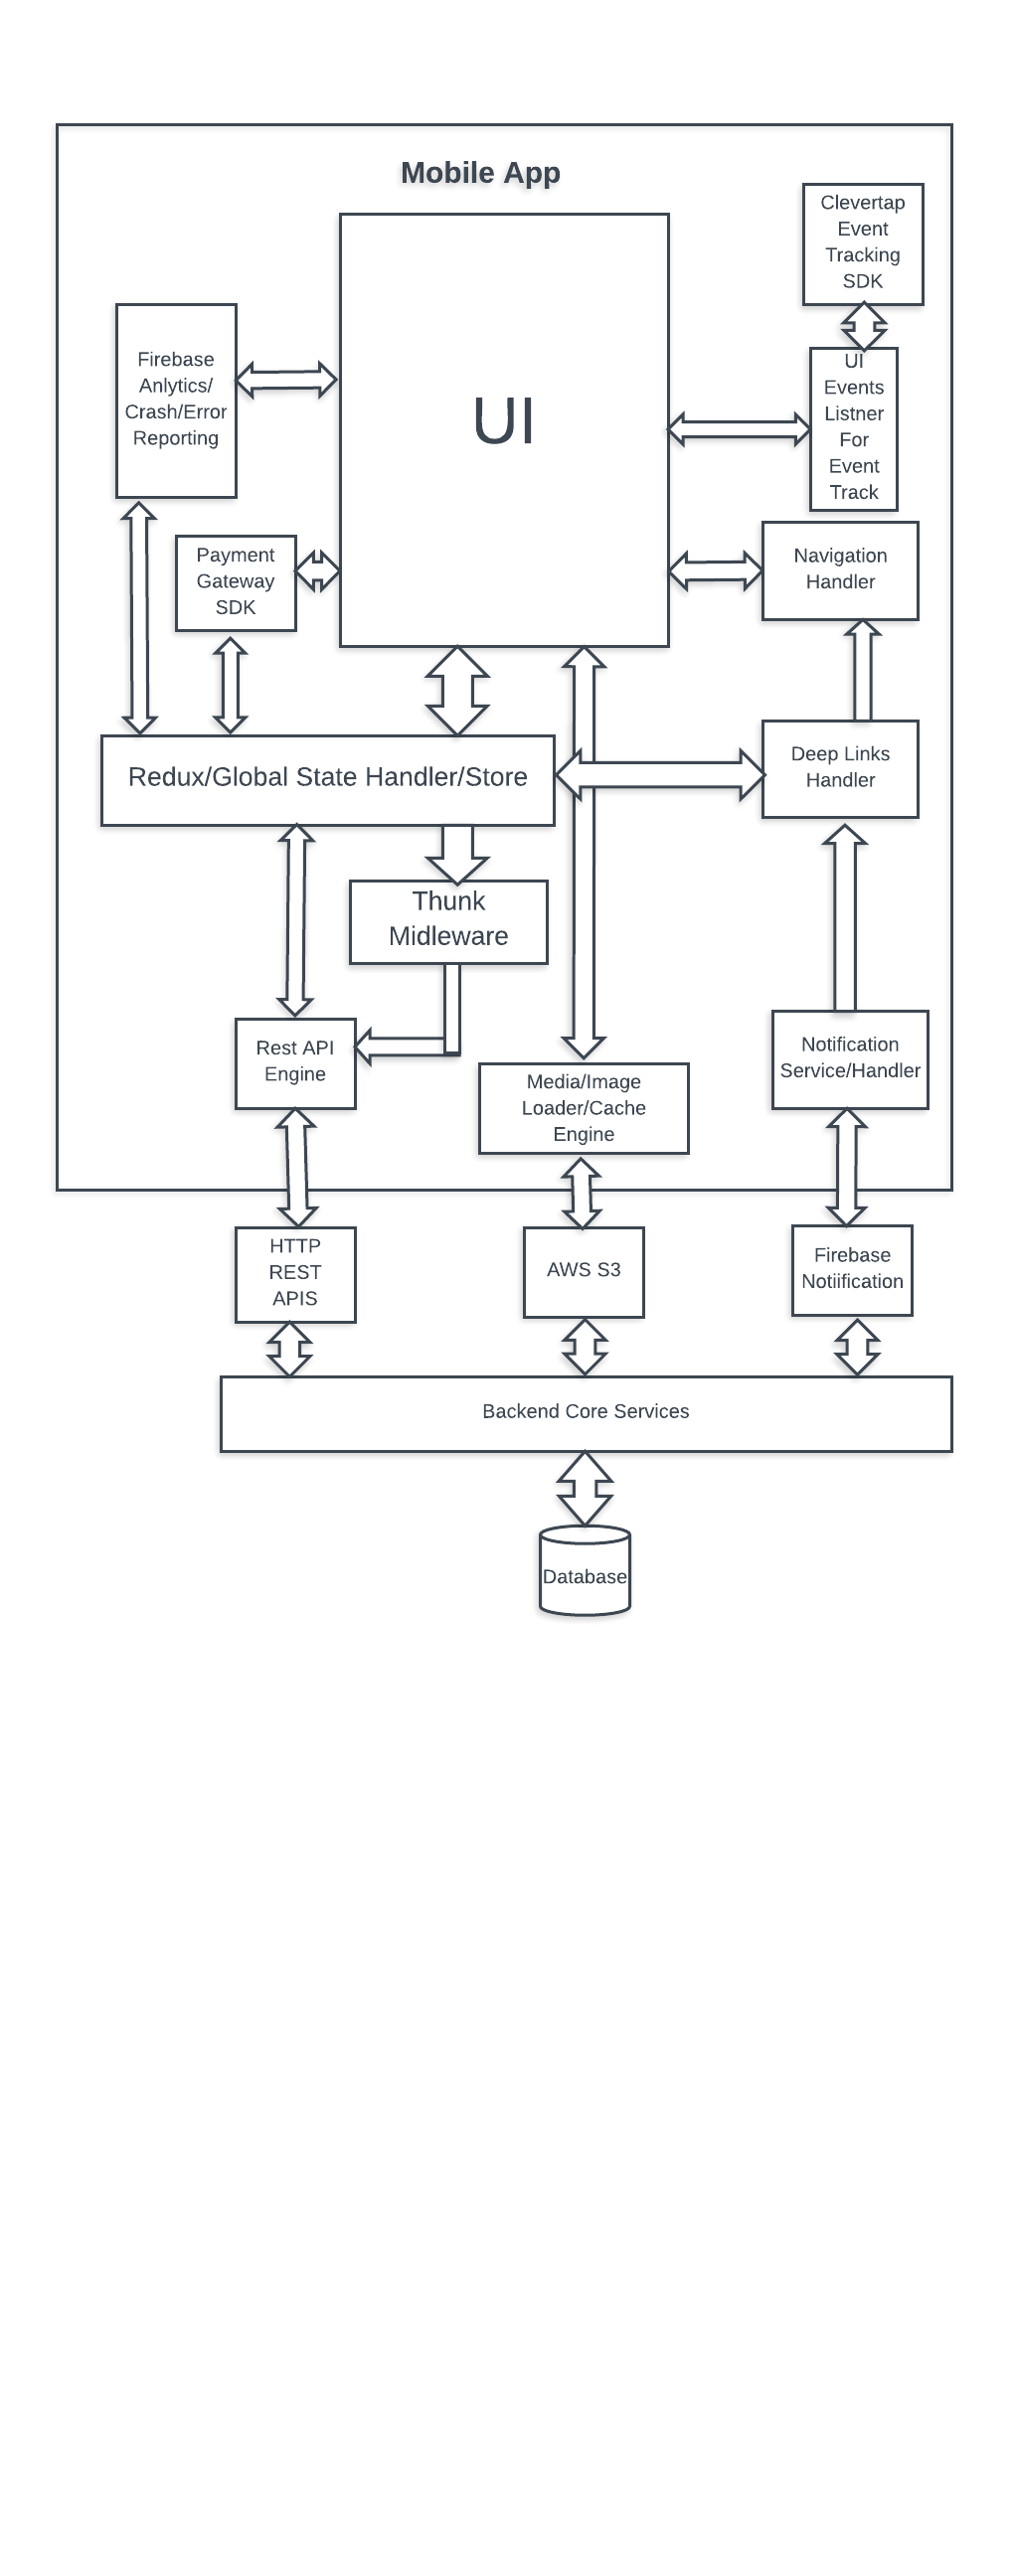 Mobile App
Clevertap
Event
Tracking
SDK
UI
Firebase
Anlytics/
Crash/Error
Reporting
UI
Events
Listner
For
Event
Track
Payment
Gateway
SDK
Navigation
Handler
Redux/Global State Handler/Store
Deep Links
Handler
Thunk
Midleware
Rest API
Engine
Media/Image
Loader/Cache
Engine
Notification
Service/Handler
HTTP
REST
APIS
AWS S3
Firebase
Notiification
Backend Core Services
Database